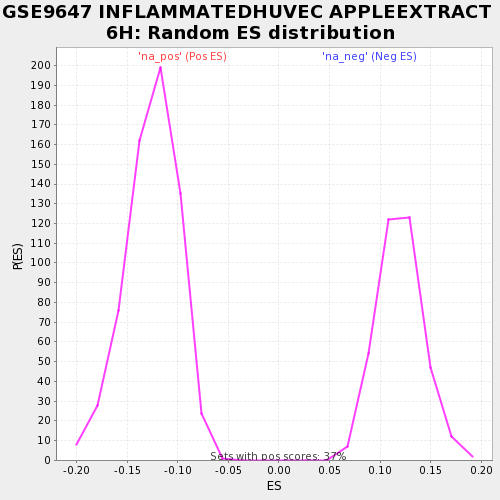 GSE9647 INFLAMMATEDHUVEC APPLEEXTRACT
6H: Random ES distribution
'na_pos' (Pos ES)
'na_neg' (Neg ES)
200
190
180
170
160
150
140
130
120
110
100
90
80
70
60
50
40
30
20
10
0
P(ES)
Sets with pos scores: 37%
-0.20 -0.15 -0.10 -0.05 0.00 0.05 0.10 0.15 0.20
ES